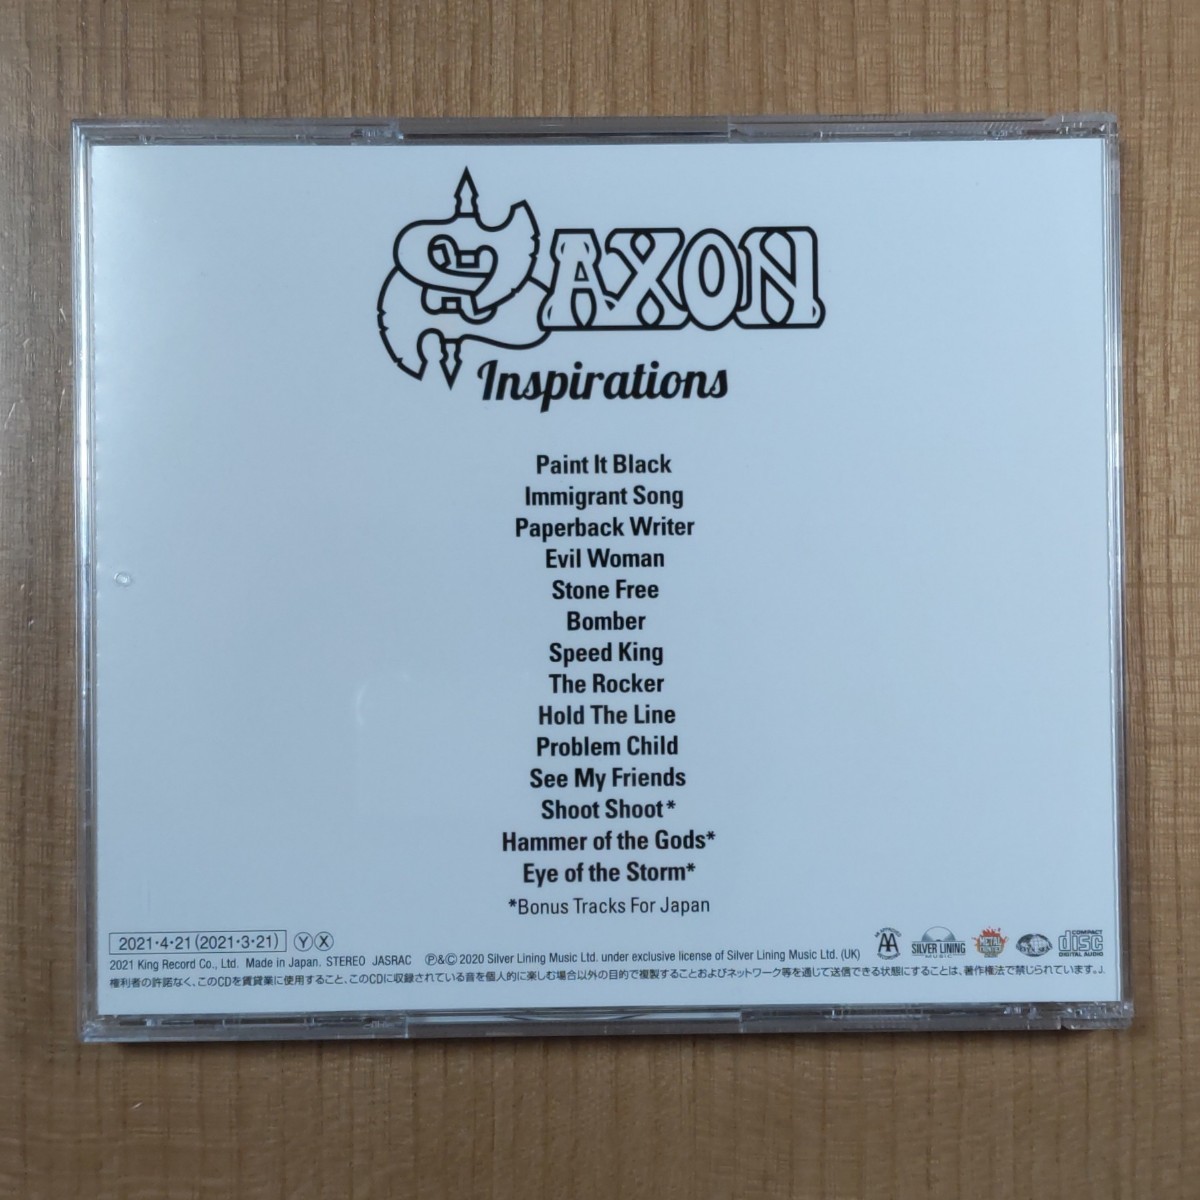 SAXON
Inspirations
Paint It Black
Immigrant Song
Paperback Writer
Evil Woman
Stone Free
Bomber
Speed King
The Rocker
Hold The Line
Problem Child
See My Friends
Shoot Shoot*
Hammer of the Gods*
Eye of the Storm*
*Bonus Tracks For Japan
2021・4・21(2021・3・21) Y X
2021 King Record Co., Ltd. Made in Japan. STEREO JASRAC Ⓟ&Ⓒ 2020 Silver Lining Music Ltd. under exclusive license of Silver Lining Music Ltd. (UK)
権利者の許諾なく、このCDを賃貸業に使用すること、このCDに収録されている音を個人的に楽しむ場合以外の目的で複製することおよびネットワーク等を通じて送信できる状態にすることは、著作権法で禁じられています。J.
AA
SILVER LINING
MUSIC
METAL
COMPACT
disc
DIGITAL AUDIO